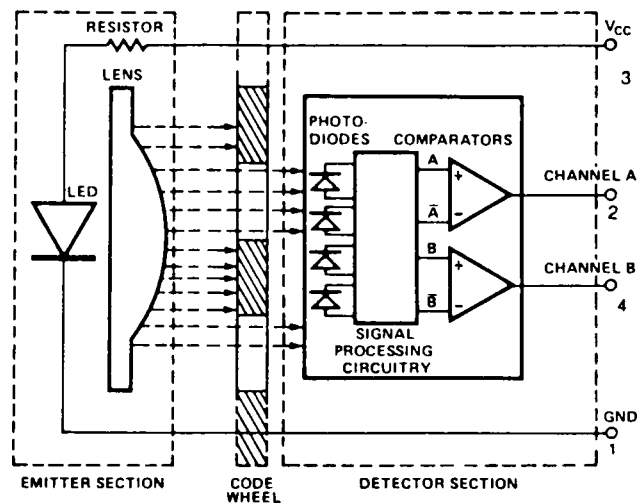 RESISTOR
VCC
3
LENS
PHOTO-
DIODES
COMPARATORS
A
+
CHANNEL A
2
LED
Ā
−
B
+
CHANNEL B
4
B̄
−
SIGNAL
PROCESSING
CIRCUITRY
GND
1
EMITTER SECTION
CODE
WHEEL
DETECTOR SECTION